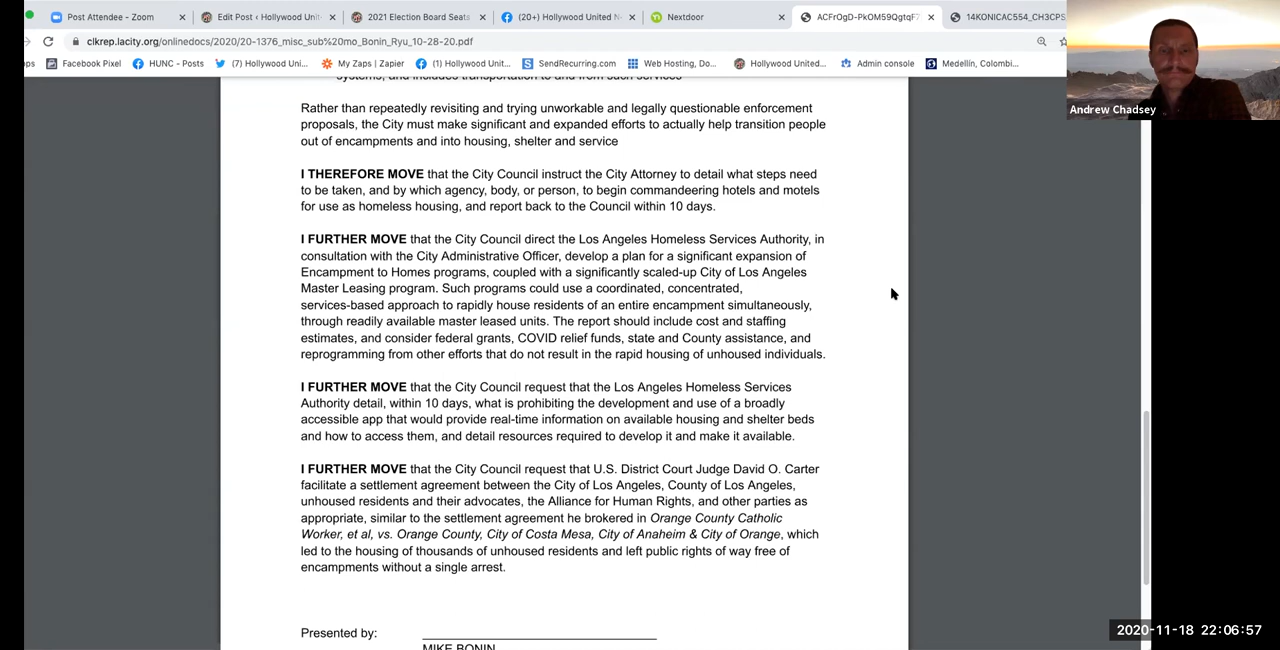 Post Attendee - Zoom
Edit Post ‹ Hollywood Unit
2021 Election Board Seats
(20+) Hollywood United N
Nextdoor
ACFrOgD-PkOM59QgtqF
14KONICAC554_CH3CPS
clkrep.lacity.org/onlinedocs/2020/20-1376_misc_sub%20mo_Bonin_Ryu_10-28-20.pdf
ps
Facebook Pixel
HUNC - Posts
(7) Hollywood Uni...
My Zaps | Zapier
(1) Hollywood Unit...
SendRecurring.com
Web Hosting, Do...
Hollywood United...
Admin console
Medellín, Colombi...
Andrew Chadsey
systems, and includes transportation to and from such services
Rather than repeatedly revisiting and trying unworkable and legally questionable enforcement
proposals, the City must make significant and expanded efforts to actually help transition people
out of encampments and into housing, shelter and service
I THEREFORE MOVE that the City Council instruct the City Attorney to detail what steps need
to be taken, and by which agency, body, or person, to begin commandeering hotels and motels
for use as homeless housing, and report back to the Council within 10 days.
I FURTHER MOVE that the City Council direct the Los Angeles Homeless Services Authority, in
consultation with the City Administrative Officer, develop a plan for a significant expansion of
Encampment to Homes programs, coupled with a significantly scaled-up City of Los Angeles
Master Leasing program. Such programs could use a coordinated, concentrated,
services-based approach to rapidly house residents of an entire encampment simultaneously,
through readily available master leased units. The report should include cost and staffing
estimates, and consider federal grants, COVID relief funds, state and County assistance, and
reprogramming from other efforts that do not result in the rapid housing of unhoused individuals.
I FURTHER MOVE that the City Council request that the Los Angeles Homeless Services
Authority detail, within 10 days, what is prohibiting the development and use of a broadly
accessible app that would provide real-time information on available housing and shelter beds
and how to access them, and detail resources required to develop it and make it available.
I FURTHER MOVE that the City Council request that U.S. District Court Judge David O. Carter
facilitate a settlement agreement between the City of Los Angeles, County of Los Angeles,
unhoused residents and their advocates, the Alliance for Human Rights, and other parties as
appropriate, similar to the settlement agreement he brokered in Orange County Catholic
Worker, et al, vs. Orange County, City of Costa Mesa, City of Anaheim & City of Orange, which
led to the housing of thousands of unhoused residents and left public rights of way free of
encampments without a single arrest.
Presented by:
MIKE BONIN
2020-11-18 22:06:57